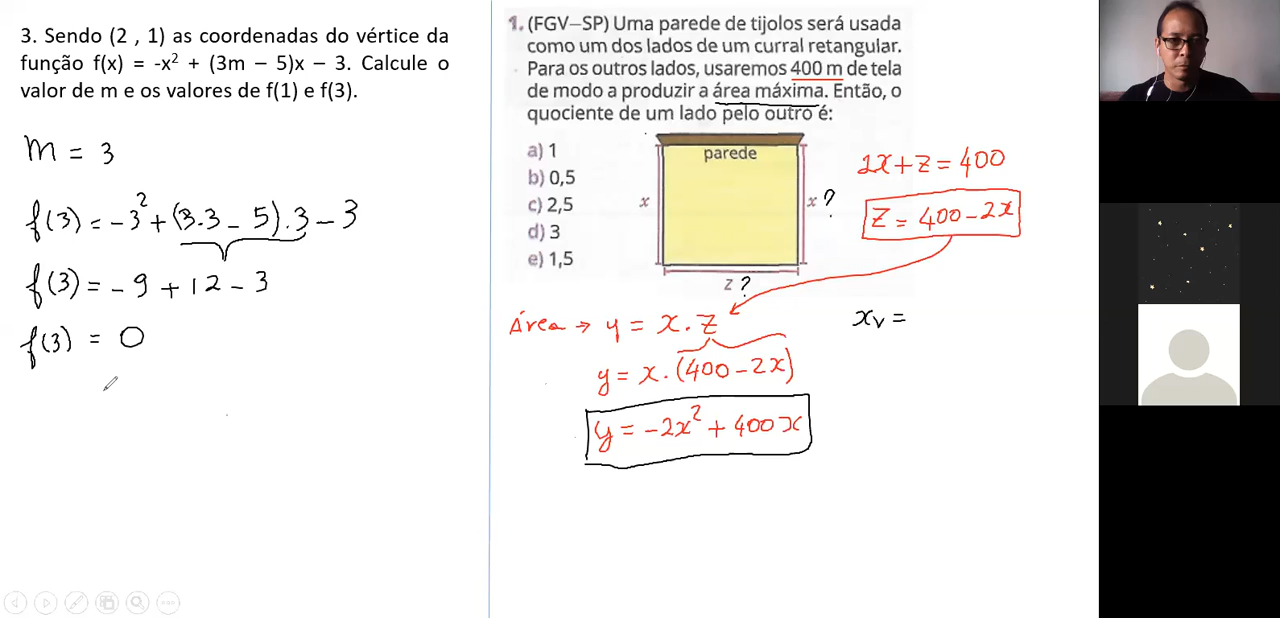 3. Sendo (2 , 1) as coordenadas do vértice da
função f(x) = -x² + (3m – 5)x – 3. Calcule o
valor de m e os valores de f(1) e f(3).
m = 3
f(3) = -3² + (3.3 - 5).3 - 3
f(3) = - 9 + 12 - 3
f(3) = 0
1. (FGV–SP) Uma parede de tijolos será usada
como um dos lados de um curral retangular.
Para os outros lados, usaremos 400 m de tela
de modo a produzir a área máxima. Então, o
quociente de um lado pelo outro é:
a) 1
b) 0,5
c) 2,5
d) 3
e) 1,5
parede
x
x ?
z ?
2x + z = 400
z = 400 - 2x
Área → y = x . z
y = x . (400 - 2x)
y = -2x² + 400x
xv =